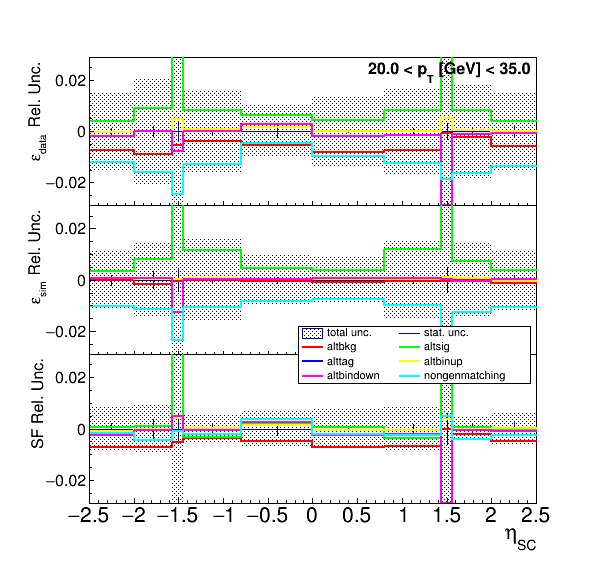 20.0 < p_T [GeV] < 35.0
ε_data Rel. Unc.
0.02
0
−0.02
ε_sim Rel. Unc.
0.02
0
−0.02
total unc. stat. unc.
altbkg altsig
alttag altbinup
altbindown nongenmatching
SF Rel. Unc.
0.02
0
−0.02
−2.5 −2 −1.5 −1 −0.5 0 0.5 1 1.5 2 2.5
η_SC